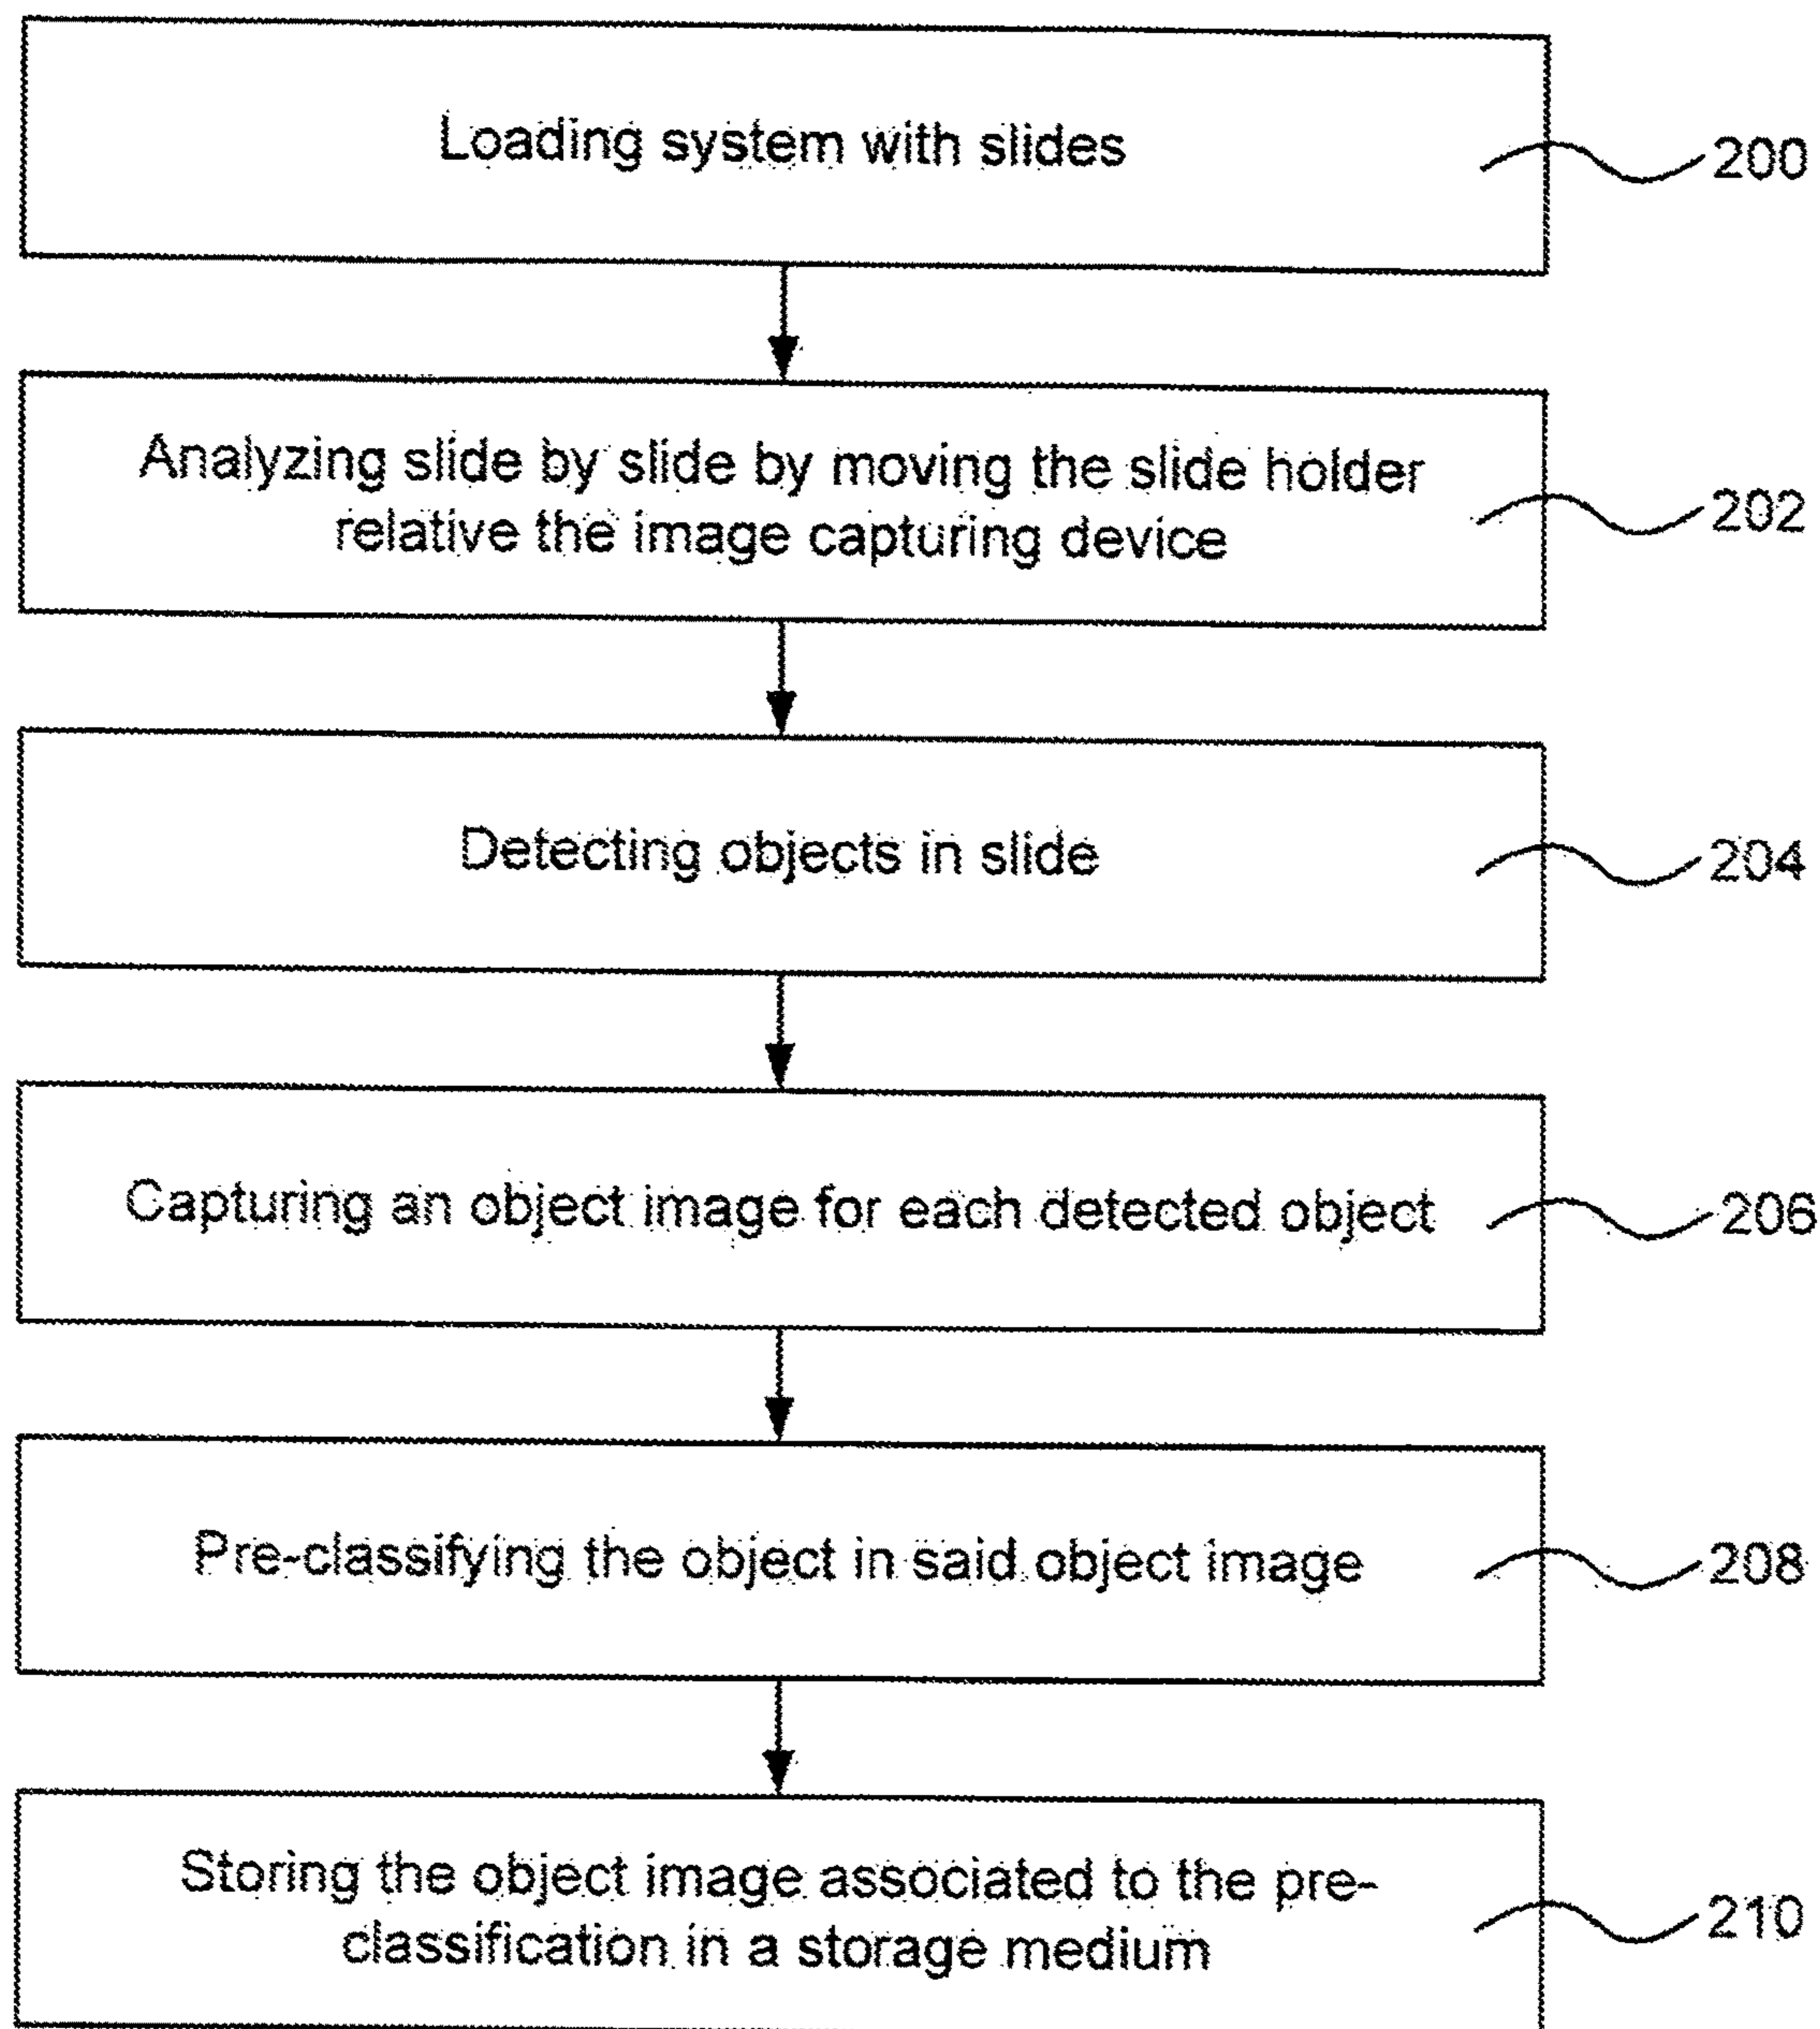 Loading system with slides
200
Analyzing slide by slide by moving the slide holder
relative the image capturing device
202
Detecting objects in slide
204
Capturing an object image for each detected object
206
Pre-classifying the object in said object image
208
Storing the object image associated to the pre-
classification in a storage medium
210